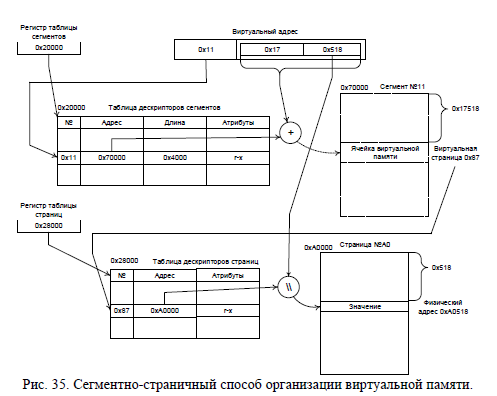 Регистр таблицы
сегментов
0x20000
Виртуальный адрес
0x11
0x17
0x518
0x20000
Таблица дескрипторов сегментов
№
Адрес
Длина
Атрибуты
0x11
0x70000
0x4000
r-x
+
0x70000
Сегмент №11
0x17518
Ячейка виртуальной
памяти
Виртуальная
страница 0x87
Регистр таблицы
страниц
0x28000
0x28000
Таблица дескрипторов страниц
№
Адрес
Атрибуты
0x87
0xA0000
r-x
\\
0xA0000
Страница №A0
0x518
Значение
Физический
адрес 0xA0518
Рис. 35. Сегментно-страничный способ организации виртуальной памяти.